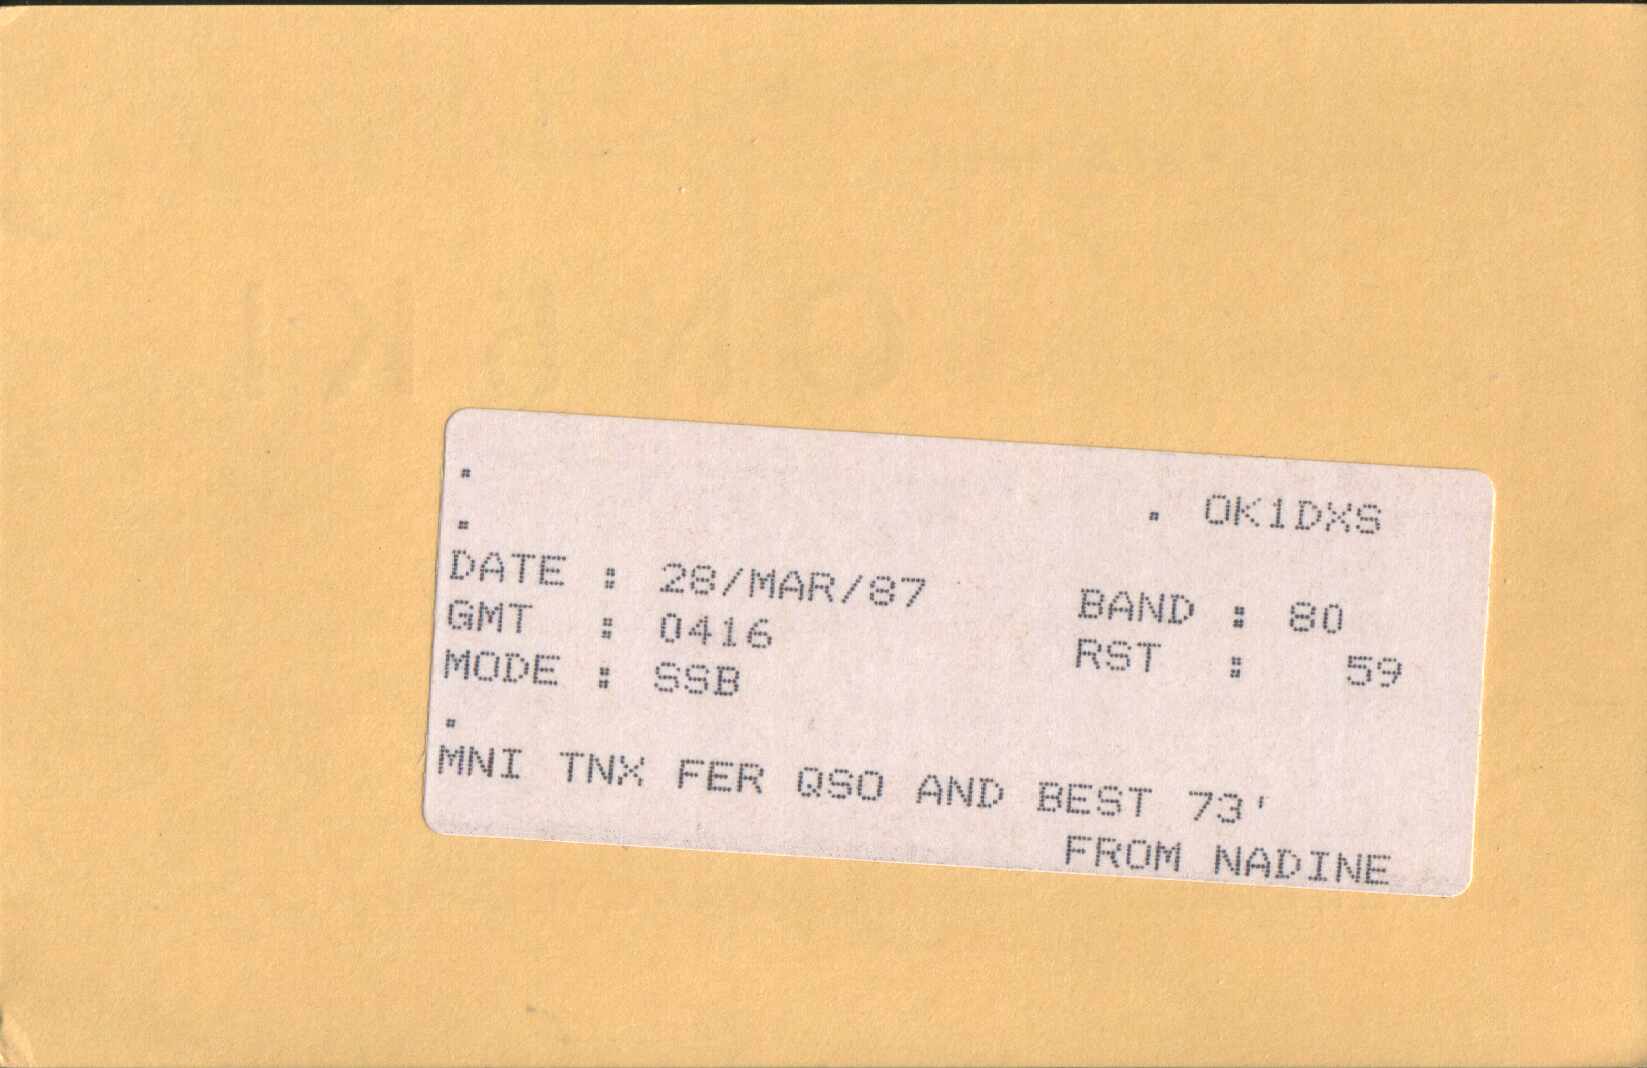 .
. . OK1DXS
DATE : 28/MAR/87 BAND : 80
GMT : 0416 RST : 59
MODE : SSB
.
MNI TNX FER QSO AND BEST 73'
FROM NADINE